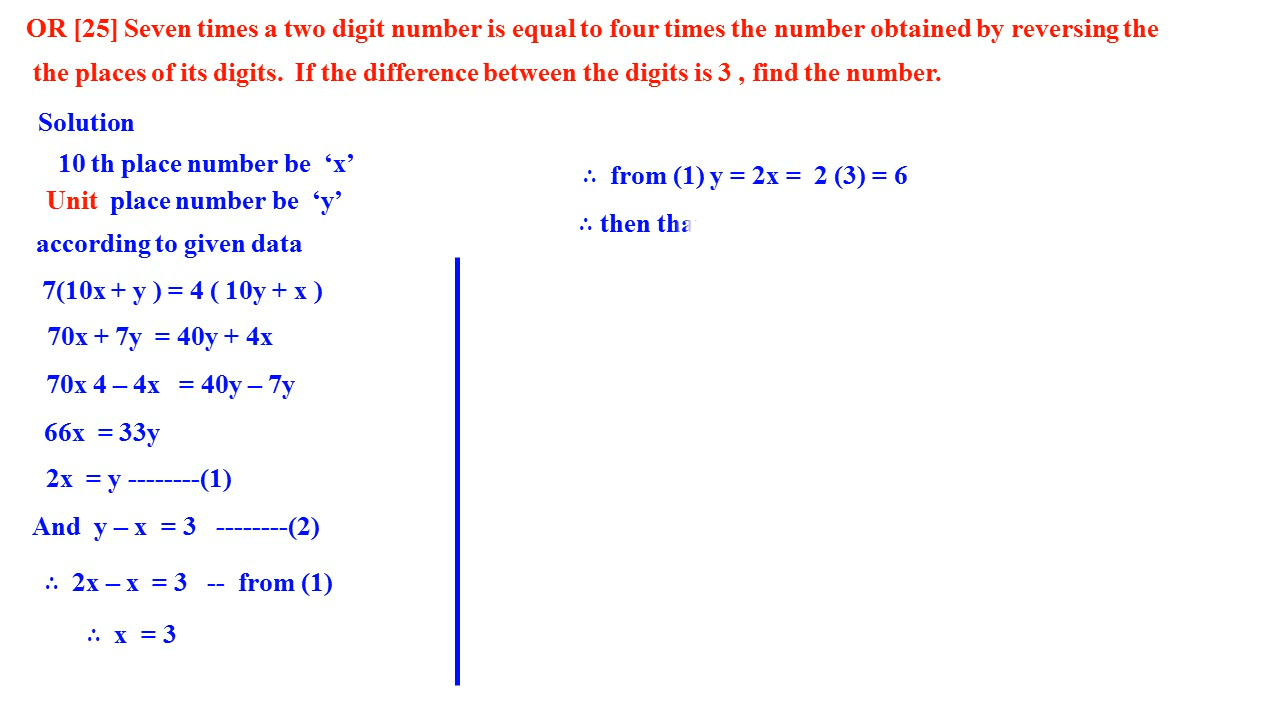 OR [25] Seven times a two digit number is equal to four times the number obtained by reversing the
the places of its digits. If the difference between the digits is 3 , find the number.
Solution
10 th place number be ‘x’
Unit place number be ‘y’
according to given data
7(10x + y ) = 4 ( 10y + x )
70x + 7y = 40y + 4x
70x 4 – 4x = 40y – 7y
66x = 33y
2x = y --------(1)
And y – x = 3 --------(2)
∴ 2x – x = 3 -- from (1)
∴ x = 3
∴ from (1) y = 2x = 2 (3) = 6
∴ then tha